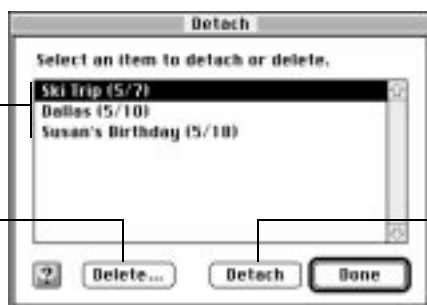 Detach
Select an item to detach or delete.
Ski Trip (5/7)
Dallas (5/10)
Susan's Birthday (5/18)
?
Delete...
Detach
Done